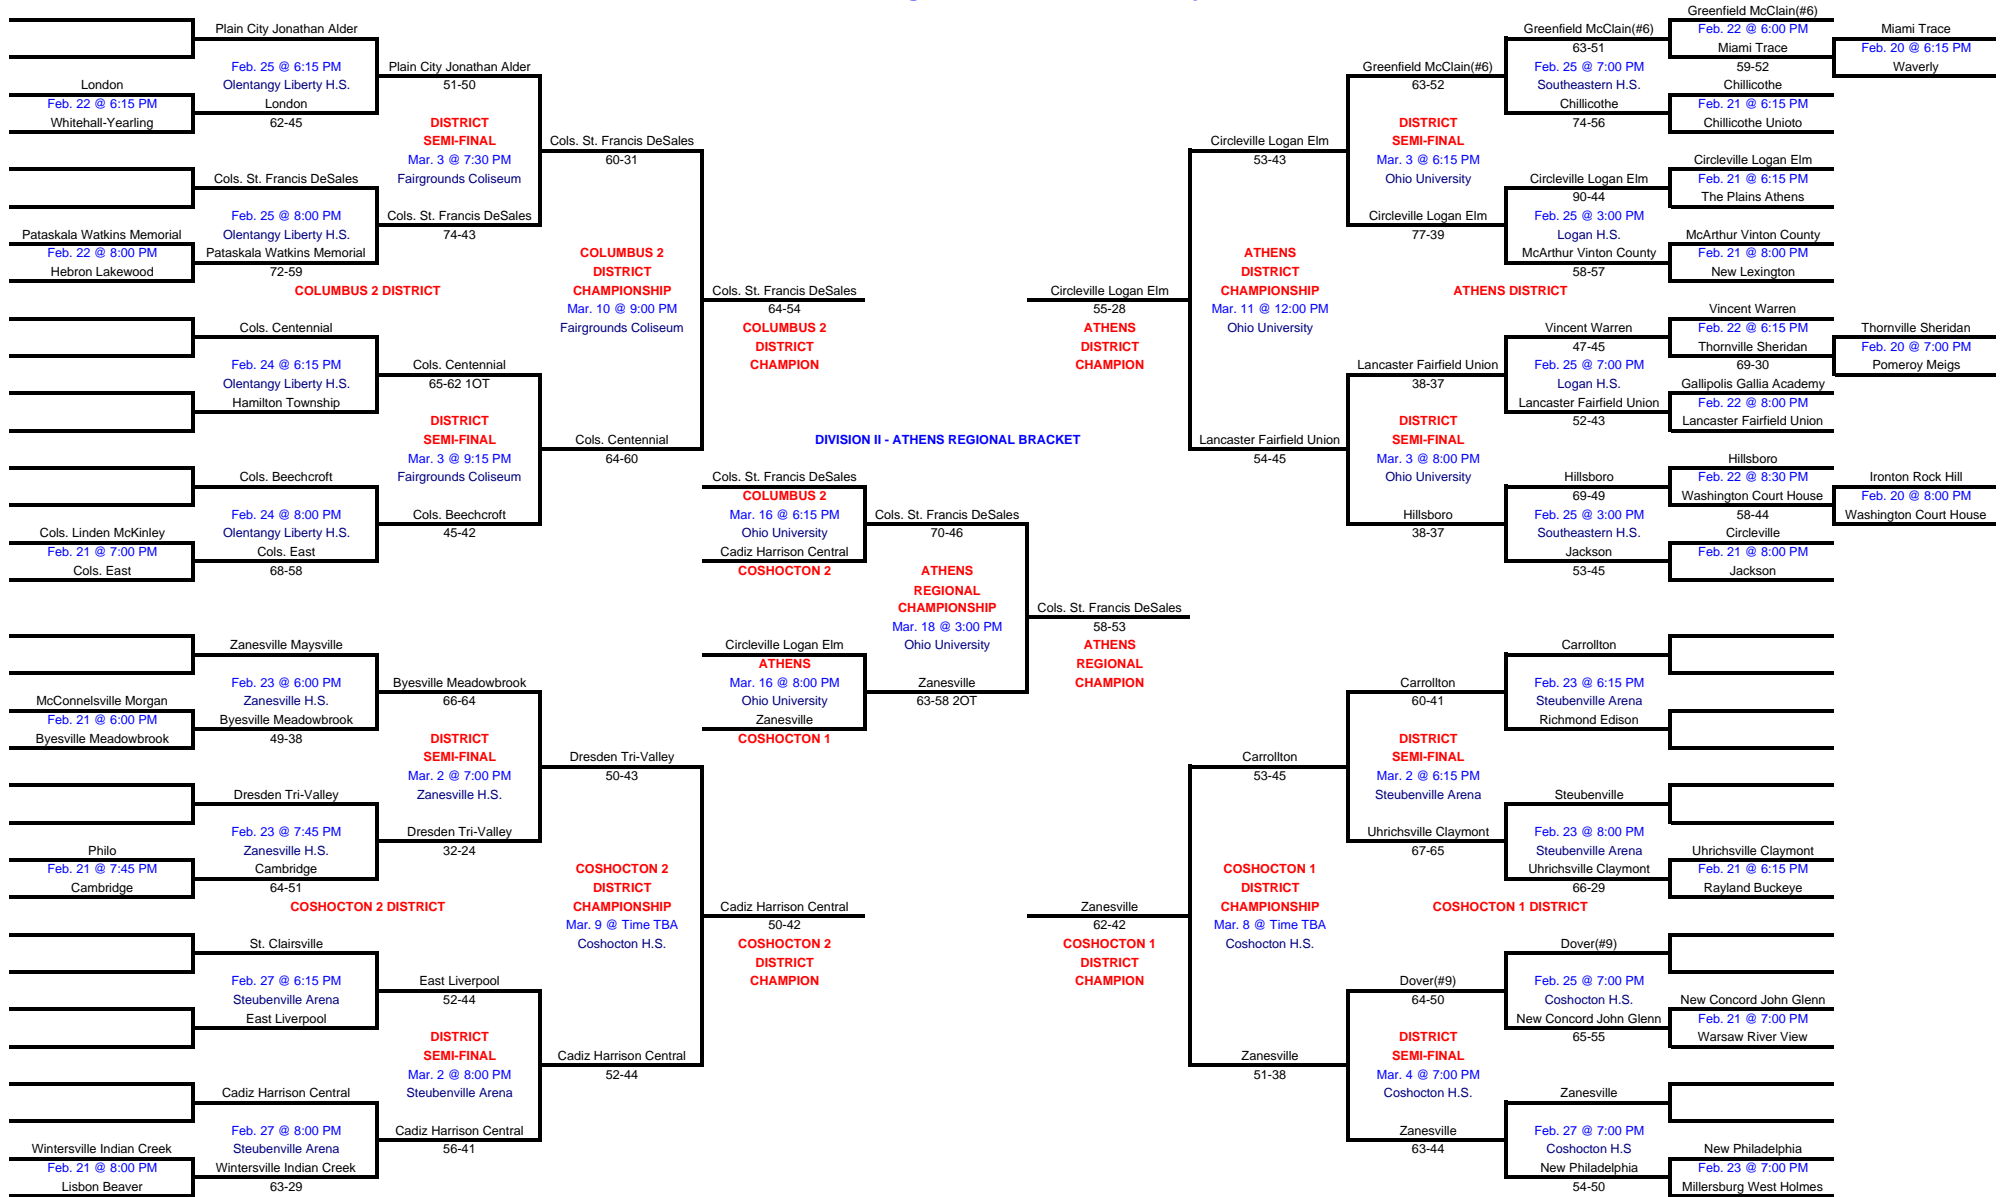 Plain City Jonathan Alder
Feb. 25 @ 6:15 PM
Olentangy Liberty H.S.
London
Feb. 22 @ 6:15 PM
Whitehall-Yearling
London
62-45
Plain City Jonathan Alder
51-50
DISTRICT
SEMI-FINAL
Mar. 3 @ 7:30 PM
Fairgrounds Coliseum
Cols. St. Francis DeSales
Feb. 25 @ 8:00 PM
Olentangy Liberty H.S.
Pataskala Watkins Memorial
Feb. 22 @ 8:00 PM
Hebron Lakewood
Pataskala Watkins Memorial
72-59
Cols. St. Francis DeSales
74-43
Cols. St. Francis DeSales
60-31
COLUMBUS 2 DISTRICT
COLUMBUS 2
DISTRICT
CHAMPIONSHIP
Mar. 10 @ 9:00 PM
Fairgrounds Coliseum
Cols. St. Francis DeSales
64-54
COLUMBUS 2
DISTRICT
CHAMPION
Cols. Centennial
Feb. 24 @ 6:15 PM
Olentangy Liberty H.S.
Hamilton Township
Cols. Centennial
65-62 1OT
DISTRICT
SEMI-FINAL
Mar. 3 @ 9:15 PM
Fairgrounds Coliseum
Cols. Centennial
64-60
Cols. Beechcroft
Feb. 24 @ 8:00 PM
Olentangy Liberty H.S.
Cols. Linden McKinley
Feb. 21 @ 7:00 PM
Cols. East
Cols. East
68-58
Cols. Beechcroft
45-42
Zanesville Maysville
Feb. 23 @ 6:00 PM
Zanesville H.S.
McConnelsville Morgan
Feb. 21 @ 6:00 PM
Byesville Meadowbrook
Byesville Meadowbrook
49-38
Byesville Meadowbrook
66-64
DISTRICT
SEMI-FINAL
Mar. 2 @ 7:00 PM
Zanesville H.S.
Dresden Tri-Valley
50-43
Dresden Tri-Valley
Feb. 23 @ 7:45 PM
Zanesville H.S.
Philo
Feb. 21 @ 7:45 PM
Cambridge
Cambridge
64-51
Dresden Tri-Valley
32-24
COSHOCTON 2 DISTRICT
COSHOCTON 2
DISTRICT
CHAMPIONSHIP
Mar. 9 @ Time TBA
Coshocton H.S.
Cadiz Harrison Central
50-42
COSHOCTON 2
DISTRICT
CHAMPION
St. Clairsville
Feb. 27 @ 6:15 PM
Steubenville Arena
East Liverpool
East Liverpool
52-44
DISTRICT
SEMI-FINAL
Mar. 2 @ 8:00 PM
Steubenville Arena
Cadiz Harrison Central
52-44
Cadiz Harrison Central
Feb. 27 @ 8:00 PM
Steubenville Arena
Wintersville Indian Creek
Feb. 21 @ 8:00 PM
Lisbon Beaver
Wintersville Indian Creek
63-29
Cadiz Harrison Central
56-41
DIVISION II - ATHENS REGIONAL BRACKET
Cols. St. Francis DeSales
COLUMBUS 2
Mar. 16 @ 6:15 PM
Ohio University
Cadiz Harrison Central
COSHOCTON 2
Cols. St. Francis DeSales
70-46
ATHENS
REGIONAL
CHAMPIONSHIP
Mar. 18 @ 3:00 PM
Ohio University
Cols. St. Francis DeSales
58-53
ATHENS
REGIONAL
CHAMPION
Circleville Logan Elm
ATHENS
Mar. 16 @ 8:00 PM
Ohio University
Zanesville
COSHOCTON 1
Zanesville
63-58 2OT
Greenfield McClain(#6)
Feb. 22 @ 6:00 PM
Miami Trace
59-52
Miami Trace
Feb. 20 @ 6:15 PM
Waverly
Greenfield McClain(#6)
63-51
Feb. 25 @ 7:00 PM
Southeastern H.S.
Chillicothe
74-56
Chillicothe
Feb. 21 @ 6:15 PM
Chillicothe Unioto
Greenfield McClain(#6)
63-52
DISTRICT
SEMI-FINAL
Mar. 3 @ 6:15 PM
Ohio University
Circleville Logan Elm
53-43
Circleville Logan Elm
Feb. 21 @ 6:15 PM
The Plains Athens
Circleville Logan Elm
90-44
Feb. 25 @ 3:00 PM
Logan H.S.
McArthur Vinton County
58-57
McArthur Vinton County
Feb. 21 @ 8:00 PM
New Lexington
Circleville Logan Elm
77-39
ATHENS DISTRICT
ATHENS
DISTRICT
CHAMPIONSHIP
Mar. 11 @ 12:00 PM
Ohio University
Circleville Logan Elm
55-28
ATHENS
DISTRICT
CHAMPION
Vincent Warren
Feb. 22 @ 6:15 PM
Thornville Sheridan
69-30
Thornville Sheridan
Feb. 20 @ 7:00 PM
Pomeroy Meigs
Vincent Warren
47-45
Feb. 25 @ 7:00 PM
Logan H.S.
Lancaster Fairfield Union
52-43
Gallipolis Gallia Academy
Feb. 22 @ 8:00 PM
Lancaster Fairfield Union
Lancaster Fairfield Union
38-37
DISTRICT
SEMI-FINAL
Mar. 3 @ 8:00 PM
Ohio University
Lancaster Fairfield Union
54-45
Hillsboro
Feb. 22 @ 8:30 PM
Washington Court House
58-44
Ironton Rock Hill
Feb. 20 @ 8:00 PM
Washington Court House
Hillsboro
69-49
Feb. 25 @ 3:00 PM
Southeastern H.S.
Jackson
53-45
Circleville
Feb. 21 @ 8:00 PM
Jackson
Hillsboro
38-37
Carrollton
Feb. 23 @ 6:15 PM
Steubenville Arena
Richmond Edison
Carrollton
60-41
DISTRICT
SEMI-FINAL
Mar. 2 @ 6:15 PM
Steubenville Arena
Carrollton
53-45
Steubenville
Feb. 23 @ 8:00 PM
Steubenville Arena
Uhrichsville Claymont
66-29
Uhrichsville Claymont
Feb. 21 @ 6:15 PM
Rayland Buckeye
Uhrichsville Claymont
67-65
COSHOCTON 1 DISTRICT
COSHOCTON 1
DISTRICT
CHAMPIONSHIP
Mar. 8 @ Time TBA
Coshocton H.S.
Zanesville
62-42
COSHOCTON 1
DISTRICT
CHAMPION
Dover(#9)
Feb. 25 @ 7:00 PM
Coshocton H.S.
New Concord John Glenn
65-55
New Concord John Glenn
Feb. 21 @ 7:00 PM
Warsaw River View
Dover(#9)
64-50
DISTRICT
SEMI-FINAL
Mar. 4 @ 7:00 PM
Coshocton H.S.
Zanesville
51-38
Zanesville
Feb. 27 @ 7:00 PM
Coshocton H.S
New Philadelphia
54-50
New Philadelphia
Feb. 23 @ 7:00 PM
Millersburg West Holmes
Zanesville
63-44